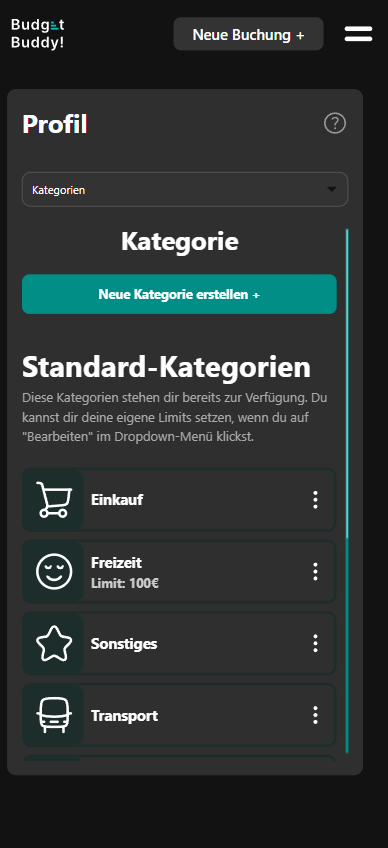 Budget
Buddy!
Neue Buchung +
Profil
?
Kategorien
Kategorie
Neue Kategorie erstellen +
Standard-Kategorien
Diese Kategorien stehen dir bereits zur Verfügung. Du
kannst dir deine eigene Limits setzen, wenn du auf
"Bearbeiten" im Dropdown-Menü klickst.
Einkauf
Freizeit
Limit: 100€
Sonstiges
Transport